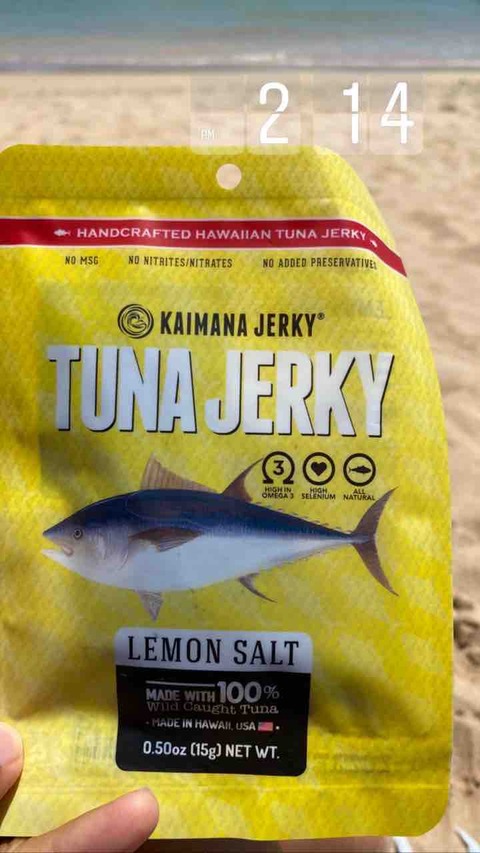 AM 2 14
HANDCRAFTED HAWAIIAN TUNA JERKY
NO MSG NO NITRITES/NITRATES NO ADDED PRESERVATIVES
KAIMANA JERKY®
TUNA JERKY
3
HIGH IN OMEGA 3
HIGH SELENIUM
ALL NATURAL
LEMON SALT
MADE WITH 100%
Wild Caught Tuna
• MADE IN HAWAII, USA •
0.50oz (15g) NET WT.